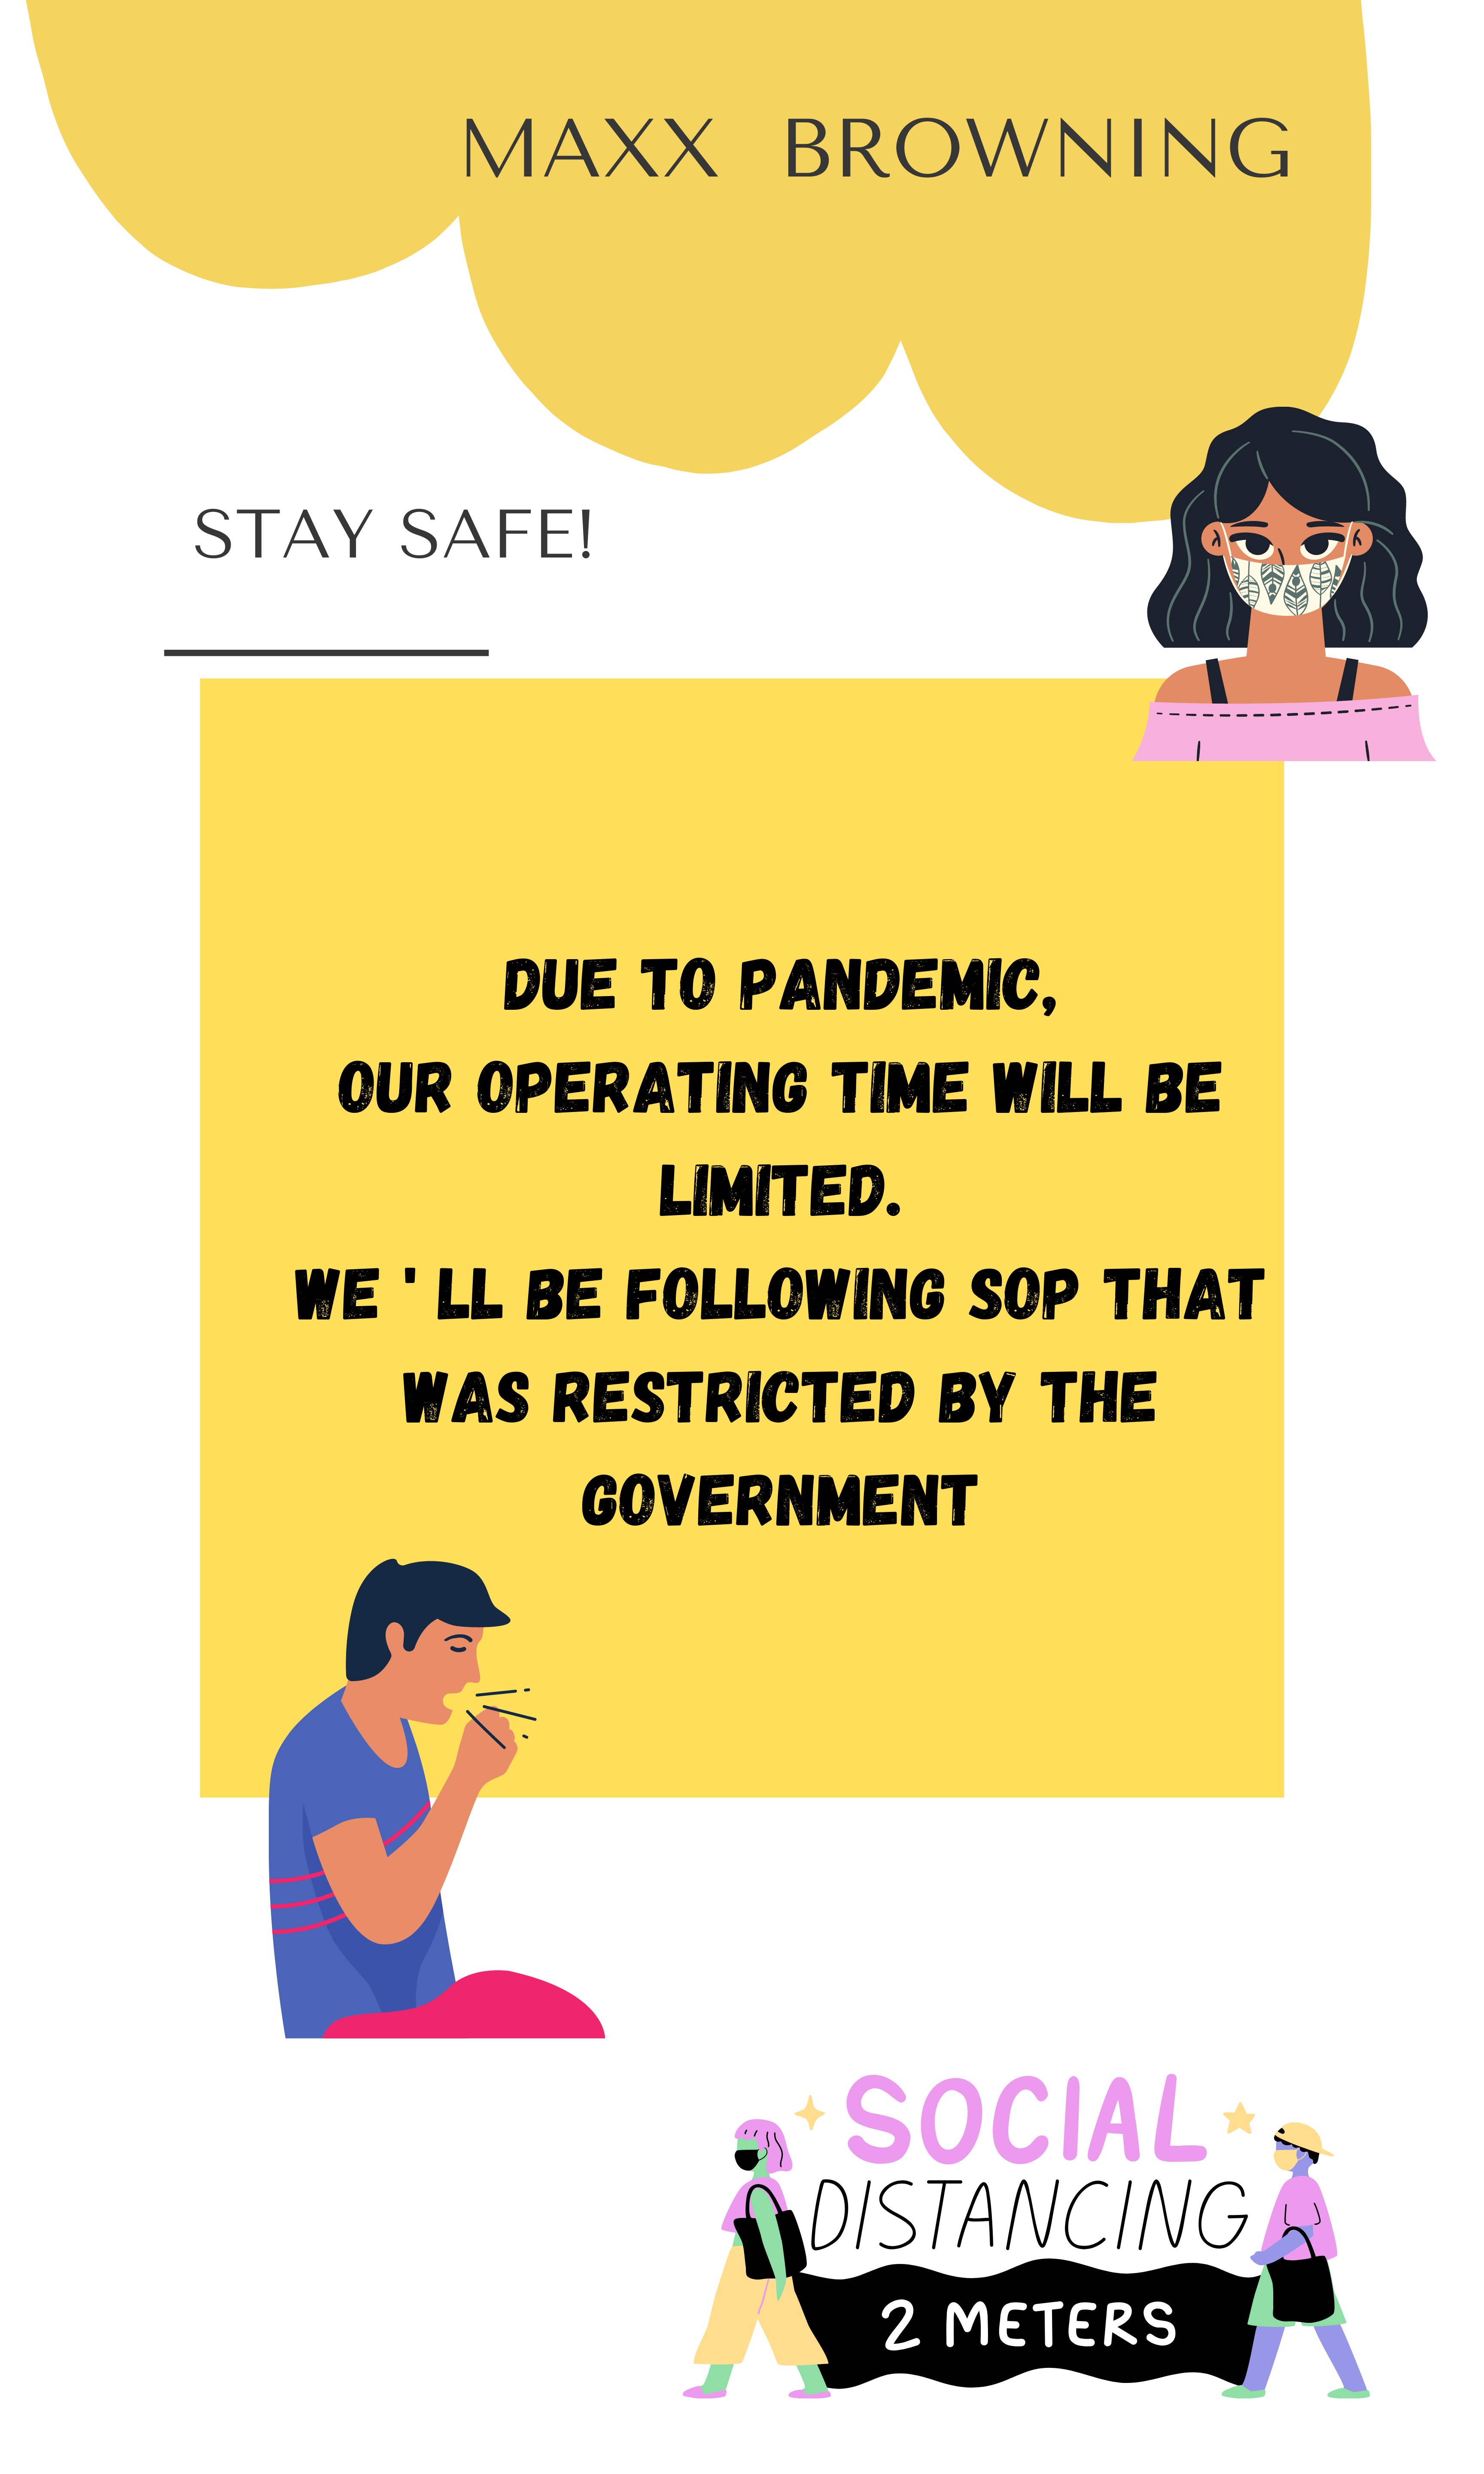 MAXX BROWNING
STAY SAFE!
DUE TO PANDEMIC,
OUR OPERATING TIME WILL BE
LIMITED.
WE ' LL BE FOLLOWING SOP THAT
WAS RESTRICTED BY THE
GOVERNMENT
SOCIAL
DISTANCING
2 METERS